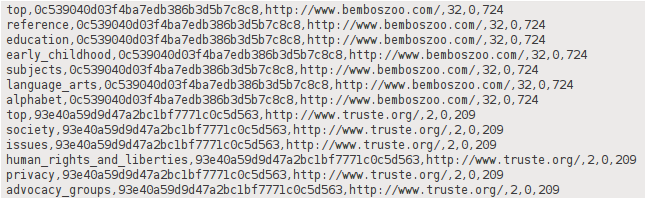 top,0c539040d03f4ba7edb386b3d5b7c8c8,http://www.bemboszoo.com/,32,0,724
reference,0c539040d03f4ba7edb386b3d5b7c8c8,http://www.bemboszoo.com/,32,0,724
education,0c539040d03f4ba7edb386b3d5b7c8c8,http://www.bemboszoo.com/,32,0,724
early_childhood,0c539040d03f4ba7edb386b3d5b7c8c8,http://www.bemboszoo.com/,32,0,724
subjects,0c539040d03f4ba7edb386b3d5b7c8c8,http://www.bemboszoo.com/,32,0,724
language_arts,0c539040d03f4ba7edb386b3d5b7c8c8,http://www.bemboszoo.com/,32,0,724
alphabet,0c539040d03f4ba7edb386b3d5b7c8c8,http://www.bemboszoo.com/,32,0,724
top,93e40a59d9d47a2bc1bf7771c0c5d563,http://www.truste.org/,2,0,209
society,93e40a59d9d47a2bc1bf7771c0c5d563,http://www.truste.org/,2,0,209
issues,93e40a59d9d47a2bc1bf7771c0c5d563,http://www.truste.org/,2,0,209
human_rights_and_liberties,93e40a59d9d47a2bc1bf7771c0c5d563,http://www.truste.org/,2,0,209
privacy,93e40a59d9d47a2bc1bf7771c0c5d563,http://www.truste.org/,2,0,209
advocacy_groups,93e40a59d9d47a2bc1bf7771c0c5d563,http://www.truste.org/,2,0,209